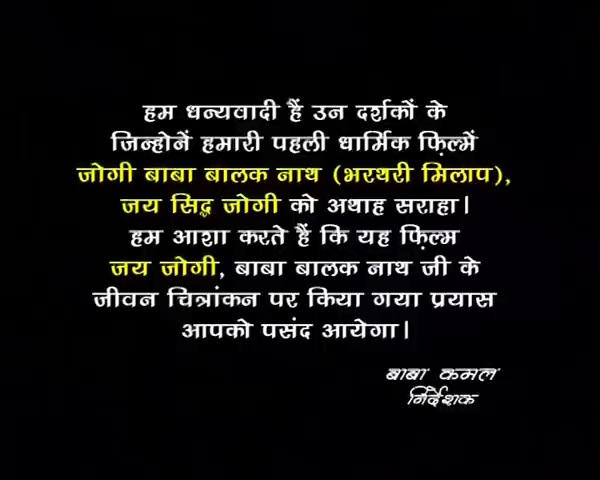 हम धन्यवादी हैं उन दर्शकों के
जिन्होनें हमारी पहली धार्मिक फ़िल्में
जोगी बाबा बालक नाथ (भरथरी मिलाप),
जय सिद्ध जोगी को अथाह सराहा।
हम आशा करते हैं कि यह फ़िल्म
जय जोगी, बाबा बालक नाथ जी के
जीवन चित्रांकन पर किया गया प्रयास
आपको पसंद आयेगा।
बाबा कमल
निर्देशक